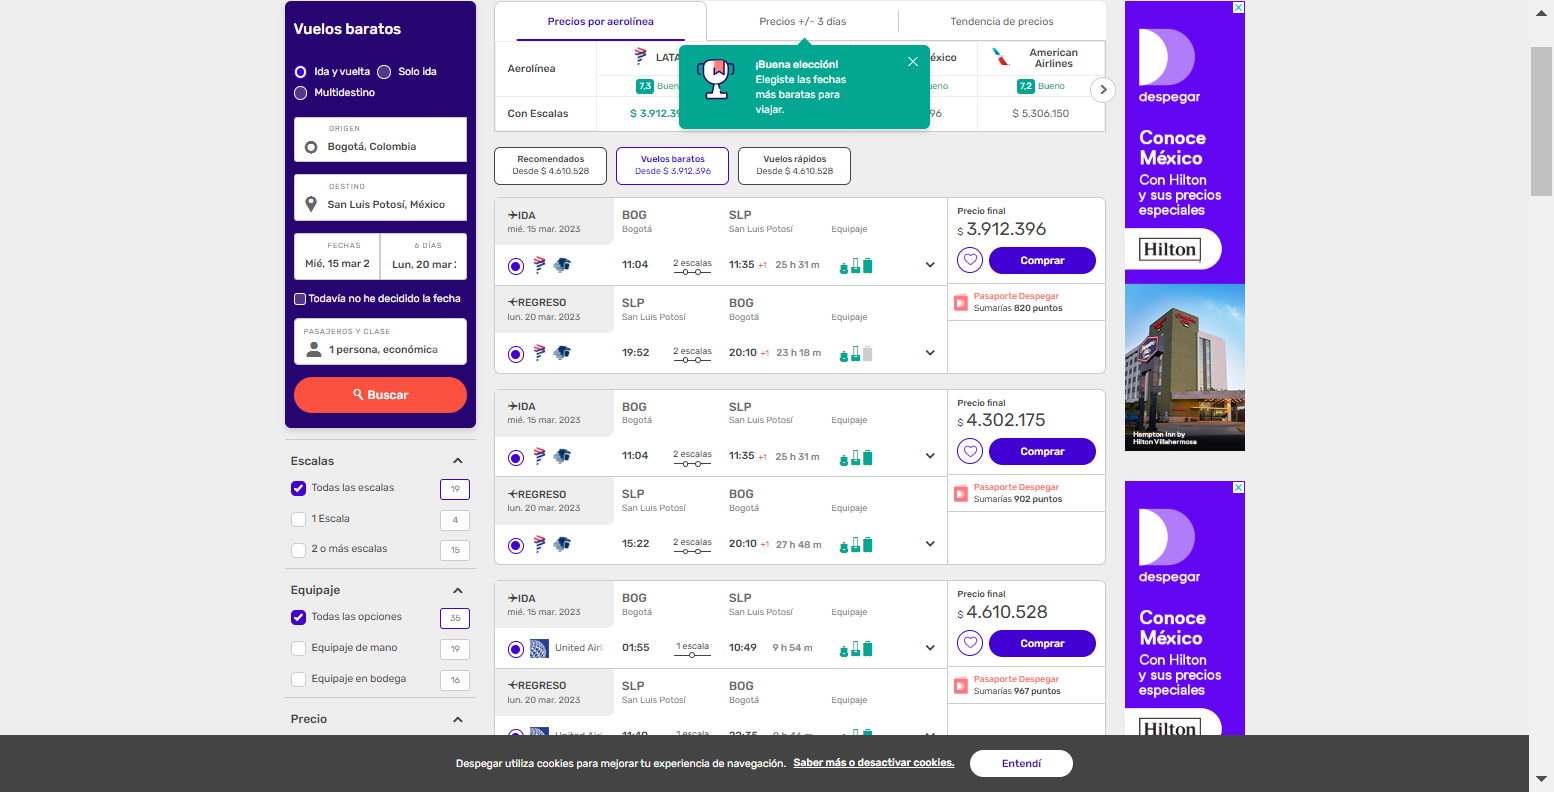 Vuelos baratos
Ida y vuelta
Solo ida
Multidestino
ORIGEN
Bogotá, Colombia
DESTINO
San Luis Potosí, México
FECHAS
6 DÍAS
Mié, 15 mar 2
Lun, 20 mar
Todavía no he decidido la fecha
PASAJEROS Y CLASE
1 persona, económica
Buscar
Escalas
Todas las escalas
19
1 Escala
4
2 o más escalas
15
Equipaje
Todas las opciones
35
Equipaje de mano
19
Equipaje en bodega
16
Precio
Precios por aerolínea
Precios +/- 3 días
Tendencia de precios
Aerolínea
LATA
éxico
American
Airlines
7,3 Buen
ueno
7,2 Bueno
Con Escalas
$ 3.912.39
96
$ 5.306.150
¡Buena elección!
Elegiste las fechas
más baratas para
viajar.
Recomendados
Desde $ 4.610.528
Vuelos baratos
Desde $ 3.912.396
Vuelos rápidos
Desde $ 4.610.528
IDA
BOG
SLP
mié. 15 mar. 2023
Bogotá
San Luis Potosí
Equipaje
11:04
2 escalas
11:35 +1 25 h 31 m
REGRESO
SLP
BOG
lun. 20 mar. 2023
San Luis Potosí
Bogotá
Equipaje
19:52
2 escalas
20:10 +1 23 h 18 m
Precio final
$ 3.912.396
Comprar
Pasaporte Despegar
Sumarías 820 puntos
IDA
BOG
SLP
mié. 15 mar. 2023
Bogotá
San Luis Potosí
Equipaje
11:04
2 escalas
11:35 +1 25 h 31 m
REGRESO
SLP
BOG
lun. 20 mar. 2023
San Luis Potosí
Bogotá
Equipaje
15:22
2 escalas
20:10 +1 27 h 48 m
Precio final
$ 4.302.175
Comprar
Pasaporte Despegar
Sumarías 902 puntos
IDA
BOG
SLP
mié. 15 mar. 2023
Bogotá
San Luis Potosí
Equipaje
United Airli
01:55
1 escala
10:49
9 h 54 m
REGRESO
SLP
BOG
lun. 20 mar. 2023
San Luis Potosí
Bogotá
Equipaje
Precio final
$ 4.610.528
Comprar
Pasaporte Despegar
Sumarías 967 puntos
despegar
Conoce
México
Con Hilton
y sus precios
especiales
Hilton
Hampton Inn by
Hilton Villahermosa
despegar
Conoce
México
Con Hilton
y sus precios
especiales
Hilton
Despegar utiliza cookies para mejorar tu experiencia de navegación. Saber más o desactivar cookies.
Entendí